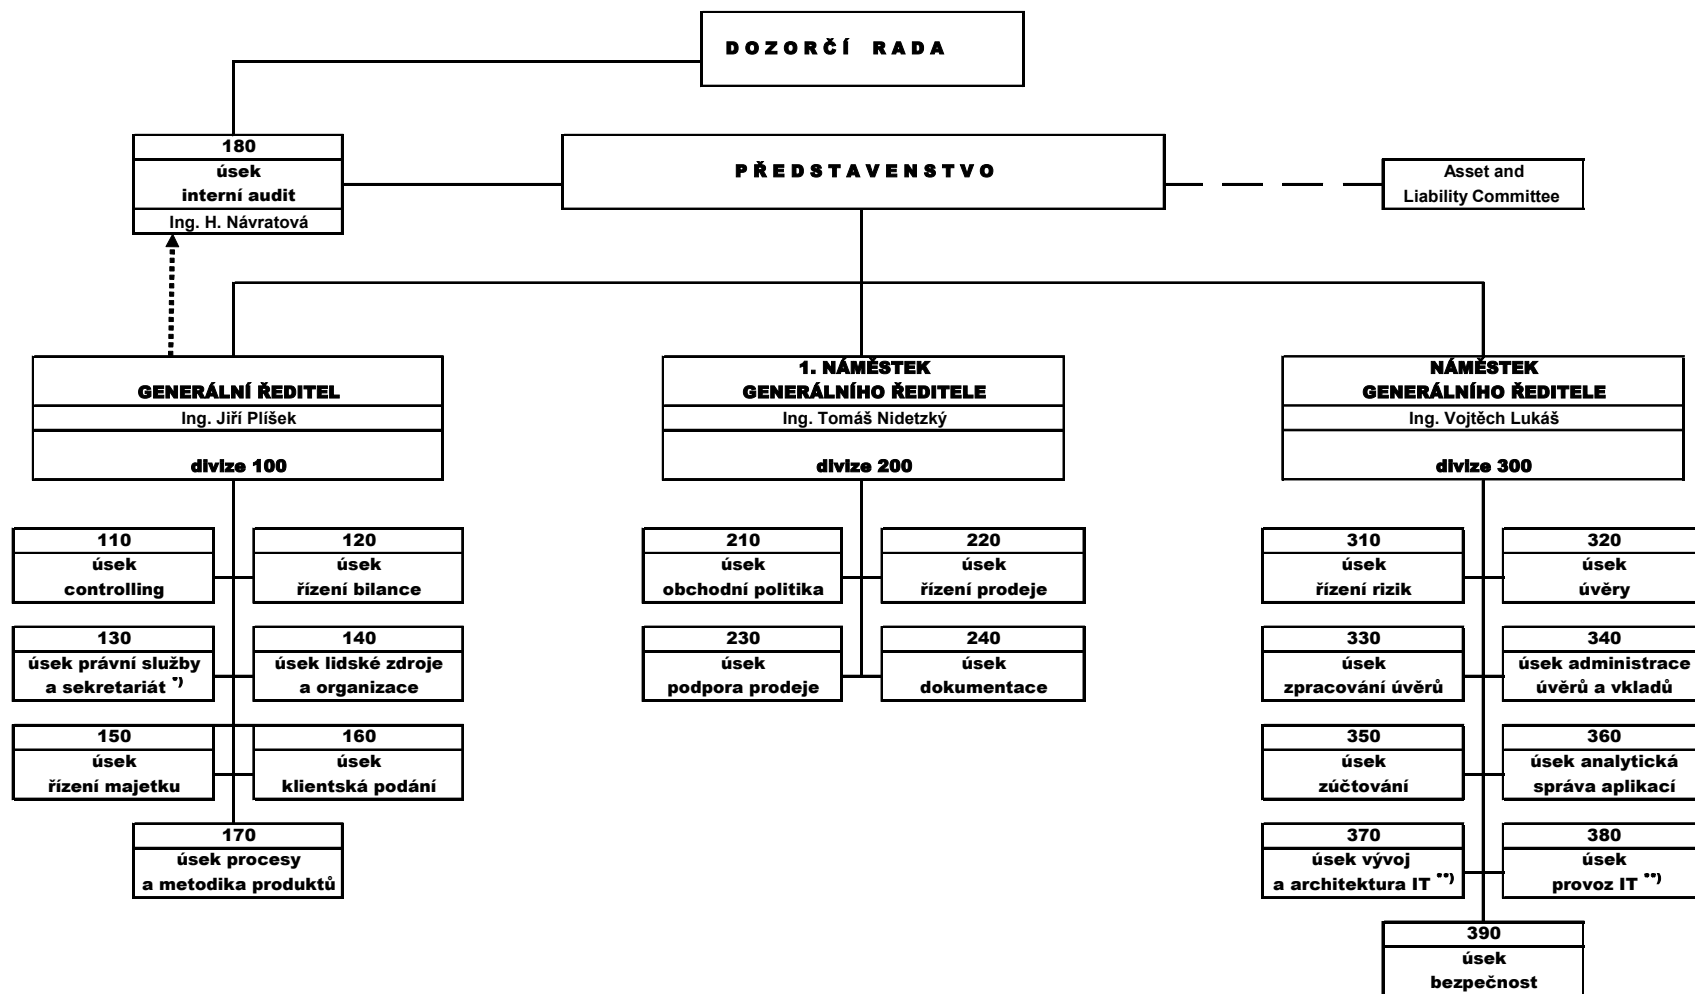 DOZORČÍ RADA
180
úsek
interní audit
Ing. H. Návratová
PŘEDSTAVENSTVO
Asset and
Liability Committee
GENERÁLNÍ ŘEDITEL
Ing. Jiří Plíšek
divize 100
1. NÁMĚSTEK
GENERÁLNÍHO ŘEDITELE
Ing. Tomáš Nidetzký
divize 200
NÁMĚSTEK
GENERÁLNÍHO ŘEDITELE
Ing. Vojtěch Lukáš
divize 300
110
úsek
controlling
120
úsek
řízení bilance
130
úsek právní služby
a sekretariát *)
140
úsek lidské zdroje
a organizace
150
úsek
řízení majetku
160
úsek
klientská podání
170
úsek procesy
a metodika produktů
210
úsek
obchodní politika
220
úsek
řízení prodeje
230
úsek
podpora prodeje
240
úsek
dokumentace
310
úsek
řízení rizik
320
úsek
úvěry
330
úsek
zpracování úvěrů
340
úsek administrace
úvěrů a vkladů
350
úsek
zúčtování
360
úsek analytická
správa aplikací
370
úsek vývoj
a architektura IT **)
380
úsek
provoz IT **)
390
úsek
bezpečnost